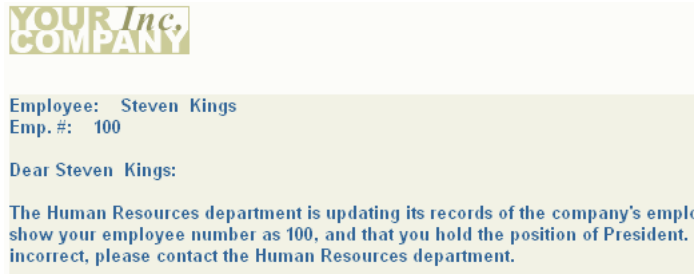 YOUR Inc,
COMPANY
Employee: Steven Kings
Emp. #: 100
Dear Steven Kings:
The Human Resources department is updating its records of the company's emplo
show your employee number as 100, and that you hold the position of President.
incorrect, please contact the Human Resources department.